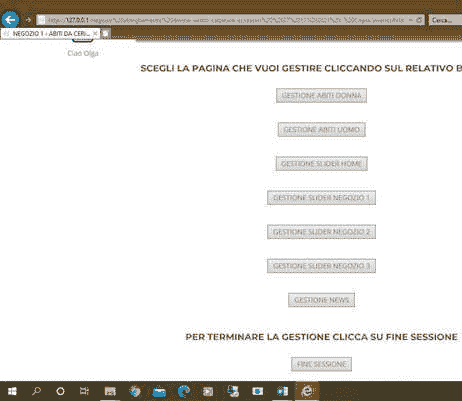 Cerca...
NEGOZIO 1 - ABITI DA CERI...
Ciao Olga
SCEGLI LA PAGINA CHE VUOI GESTIRE CLICCANDO SUL RELATIVO B
GESTIONE ABITI DONNA
GESTIONE ABITI UOMO
GESTIONE SLIDER HOME
GESTIONE SLIDER NEGOZIO 1
GESTIONE SLIDER NEGOZIO 2
GESTIONE SLIDER NEGOZIO 3
GESTIONE NEWS
PER TERMINARE LA GESTIONE CLICCA SU FINE SESSIONE
FINE SESSIONE